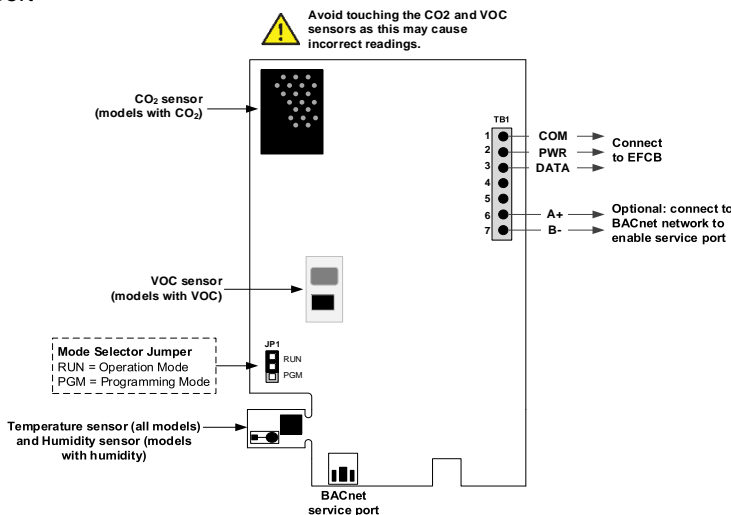 Avoid touching the CO2 and VOC
sensors as this may cause
incorrect readings.
CO2 sensor
(models with CO2)
TB1
1 COM
2 PWR
3 DATA
4
5
6 A+
7 B-
Connect
to EFCB
Optional: connect to
BACnet network to
enable service port
VOC sensor
(models with VOC)
Mode Selector Jumper
RUN = Operation Mode
PGM = Programming Mode
JP1
RUN
PGM
Temperature sensor (all models)
and Humidity sensor (models
with humidity)
BACnet
service port